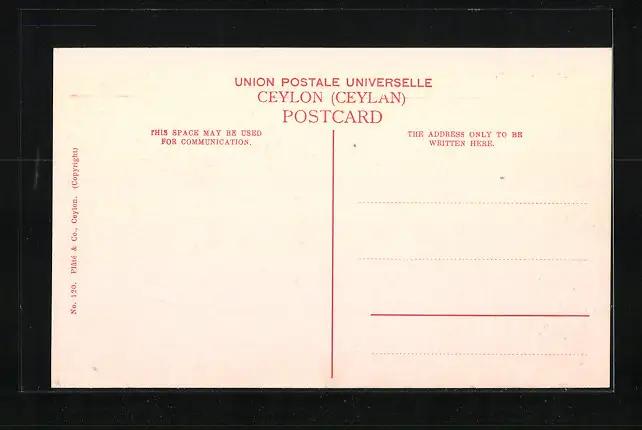 UNION POSTALE UNIVERSELLE
CEYLON (CEYLAN)
POSTCARD
THIS SPACE MAY BE USED
FOR COMMUNICATION.
THE ADDRESS ONLY TO BE
WRITTEN HERE.
No. 120. Plâté & Co., Ceylon. (Copyright)